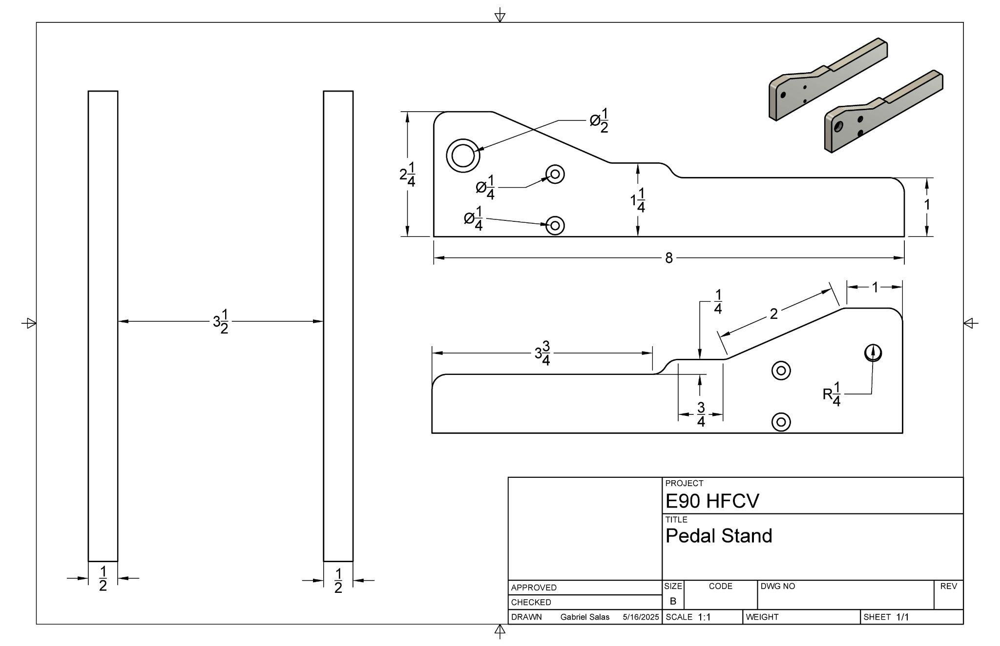 Ø1/2
2 1/4
Ø1/4
1 1/4
1
Ø1/4
8
3 1/2
1/4
2
1
3 3/4
R1/4
3/4
1/2
1/2
PROJECT
E90 HFCV
TITLE
Pedal Stand
APPROVED
CHECKED
DRAWN Gabriel Salas 5/16/2025
SIZE
B
CODE
DWG NO
REV
SCALE 1:1
WEIGHT
SHEET 1/1